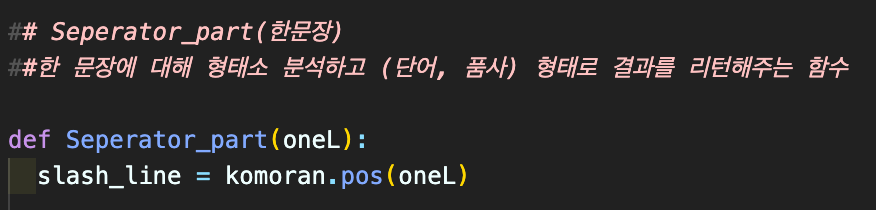 ## Seperator_part(한문장)
##한 문장에 대해 형태소 분석하고 (단어, 품사) 형태로 결과를 리턴해주는 함수
def Seperator_part(oneL):
slash_line = komoran.pos(oneL)